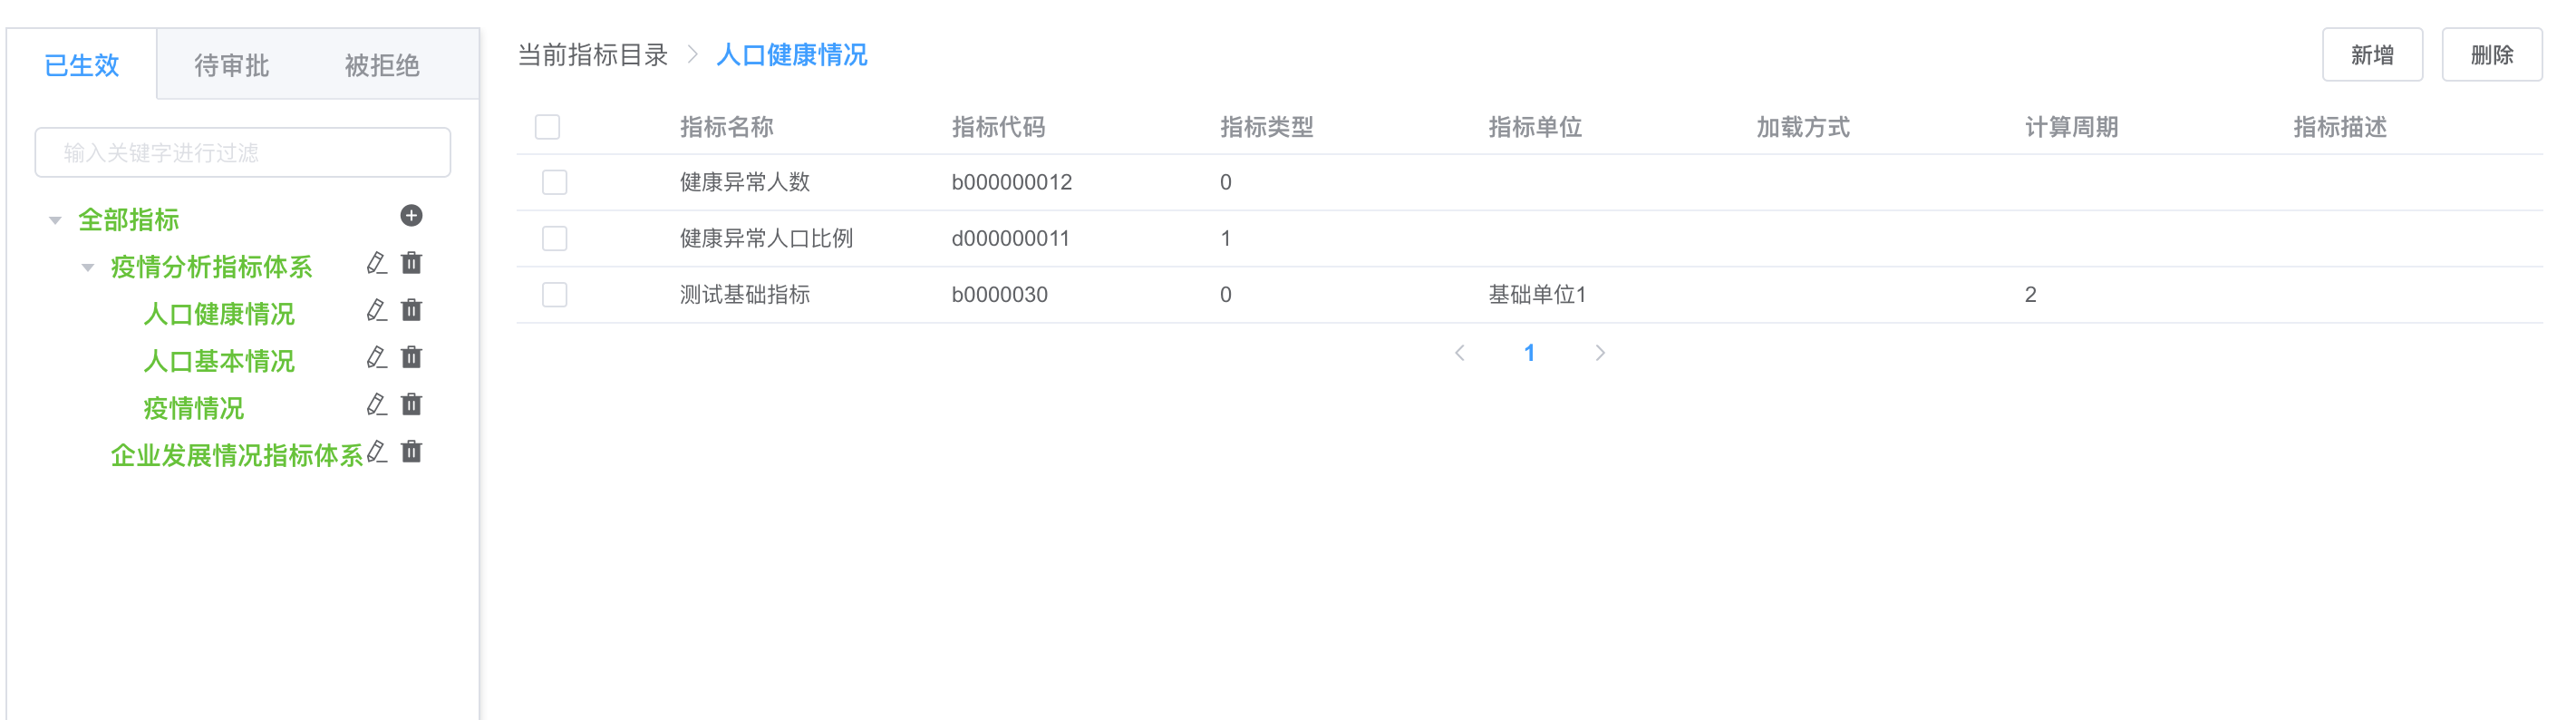 已生效 待审批 被拒绝
输入关键字进行过滤
全部指标
疫情分析指标体系
人口健康情况
人口基本情况
疫情情况
企业发展情况指标体系
当前指标目录 人口健康情况 新增 删除
指标名称 指标代码 指标类型 指标单位 加载方式 计算周期 指标描述
健康异常人数 b000000012 0
健康异常人口比例 d000000011 1
测试基础指标 b0000030 0 基础单位1 2
1